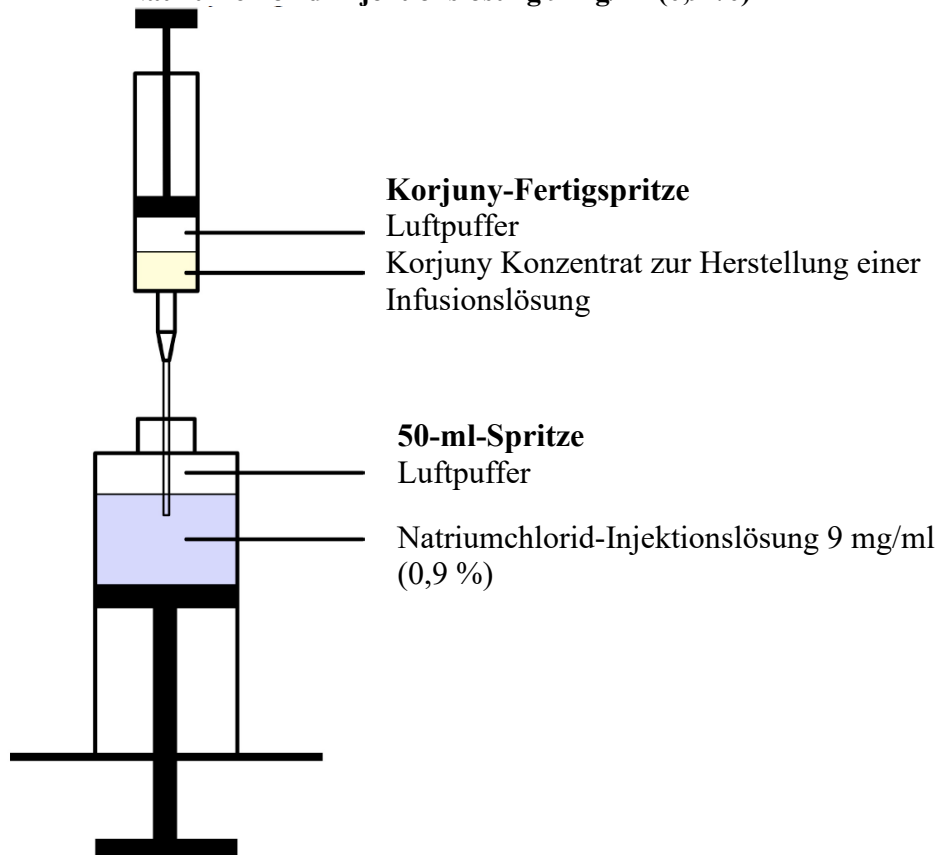 Korjuny-Fertigspritze
Luftpuffer
Korjuny Konzentrat zur Herstellung einer
Infusionslösung
50-ml-Spritze
Luftpuffer
Natriumchlorid-Injektionslösung 9 mg/ml
(0,9 %)